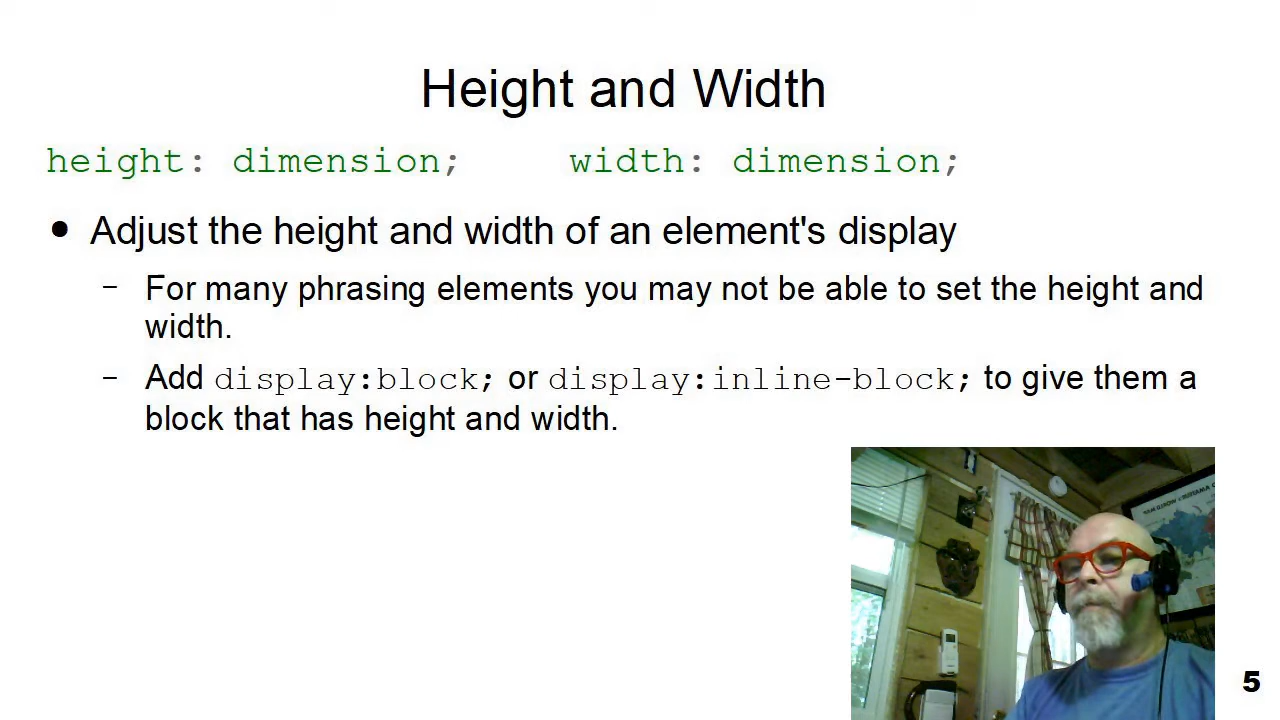 Height and Width
height: dimension;     width: dimension;
● Adjust the height and width of an element's display
– For many phrasing elements you may not be able to set the height and
width.
– Add display:block; or display:inline-block; to give them a
block that has height and width.
5